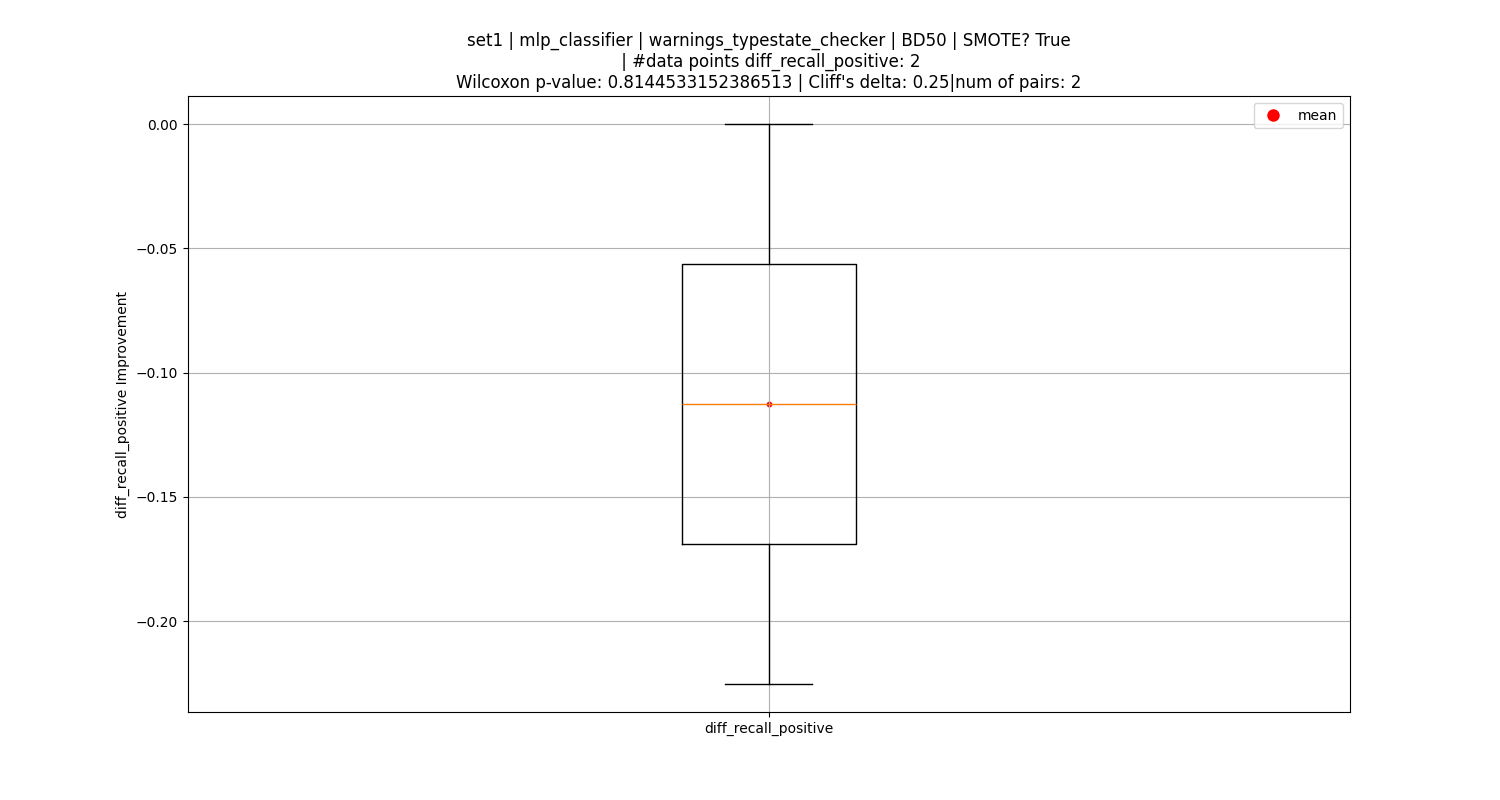 set1 | mlp_classifier | warnings_typestate_checker | BD50 | SMOTE? True
| #data points diff_recall_positive: 2
Wilcoxon p-value: 0.8144533152386513 | Cliff's delta: 0.25|num of pairs: 2
mean
0.00
−0.05
−0.10
−0.15
−0.20
diff_recall_positive Improvement
diff_recall_positive